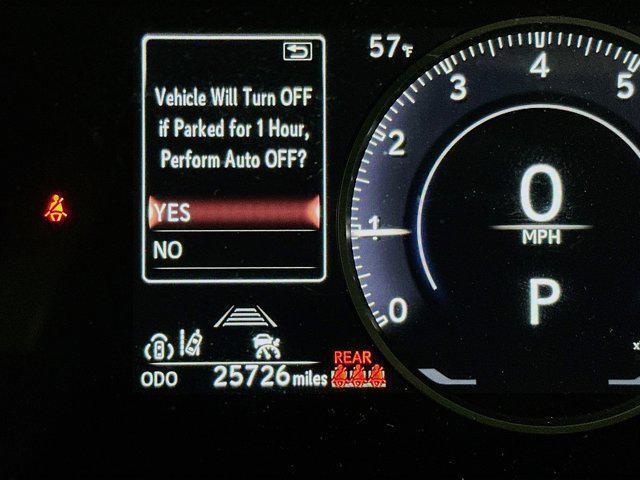 57°F
Vehicle Will Turn OFF
if Parked for 1 Hour,
Perform Auto OFF?
YES
NO
ODO 25726 miles
REAR
0
1
2
3
4
5
0
MPH
P
x